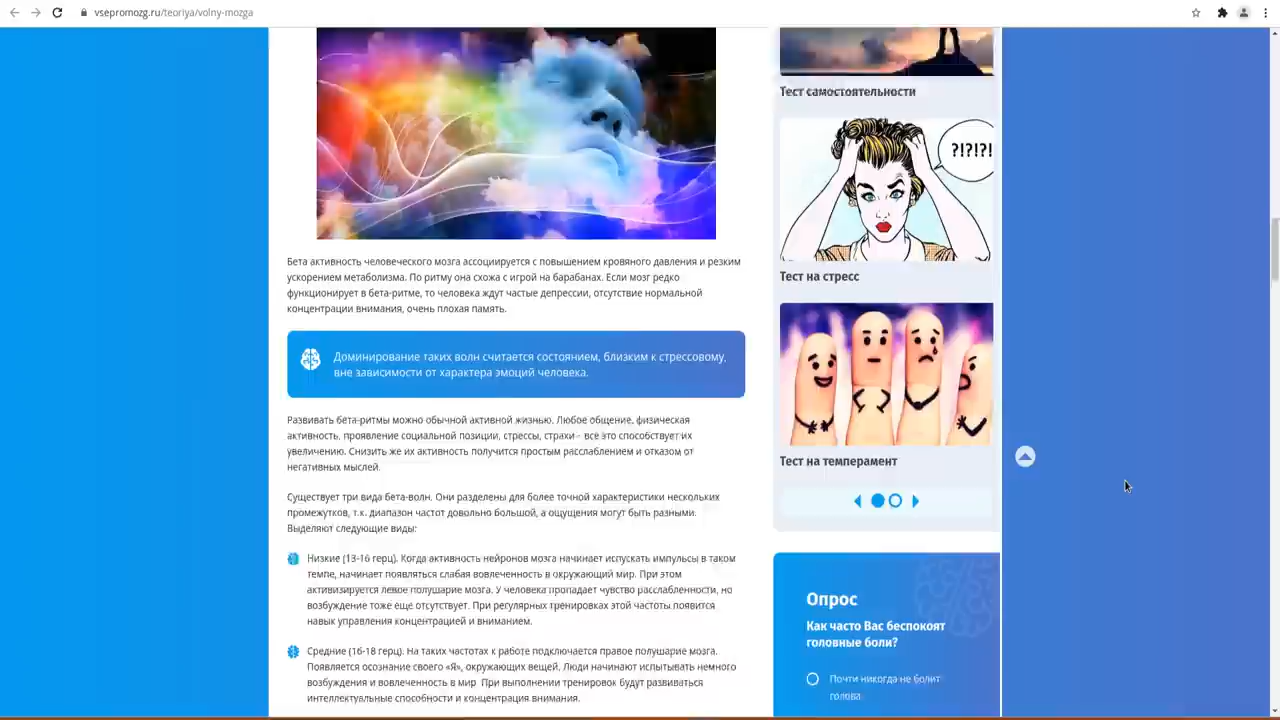 vsepromozg.ru/teoriya/volny-mozga
Бета активность человеческого мозга ассоциируется с повышением кровяного давления и резким
ускорением метаболизма. По ритму она схожа с игрой на барабанах. Если мозг редко
функционирует в бета-ритме, то человека ждут частые депрессии, отсутствие нормальной
концентрации внимания, очень плохая память.
Доминирование таких волн считается состоянием, близким к стрессовому,
вне зависимости от характера эмоций человека.
Развивать бета-ритмы можно обычной активной жизнью. Любое общение, физическая
активность, проявление социальной позиции, стрессы, страхи – все это способствует их
увеличению. Снизить же их активность получится простым расслаблением и отказом от
негативных мыслей.
Существует три вида бета-волн. Они разделены для более точной характеристики нескольких
промежутков, т.к. диапазон частот довольно большой, а ощущения могут быть разными.
Выделяют следующие виды:
Низкие (13-16 герц). Когда активность нейронов мозга начинает испускать импульсы в таком
темпе, начинает появляться слабая вовлеченность в окружающий мир. При этом
активизируется левое полушарие мозга. У человека пропадает чувство расслабленности, но
возбуждение тоже еще отсутствует. При регулярных тренировках этой частоты появится
навык управления концентрацией и вниманием.
Средние (16-18 герц). На таких частотах к работе подключается правое полушарие мозга.
Появляется осознание своего «Я», окружающих вещей. Люди начинают испытывать немного
возбуждения и вовлеченность в мир. При выполнении тренировок будут развиваться
интеллектуальные способности и концентрация внимания.
Тест самостоятельности
?!?!?!
Тест на стресс
Тест на темперамент
Опрос
Как часто Вас беспокоят
головные боли?
Почти никогда не болит
голова